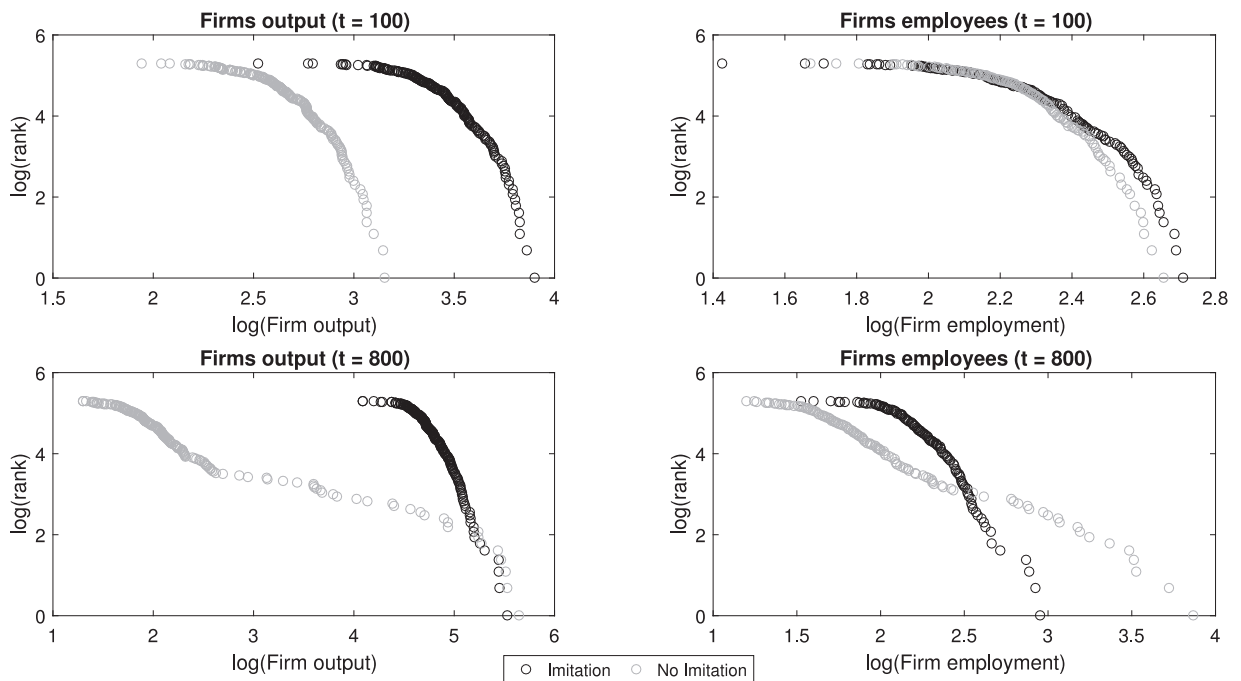 Firms output (t = 100)
6
4
2
0
log(rank)
1.5 2 2.5 3 3.5 4
log(Firm output)
Firms employees (t = 100)
6
4
2
0
log(rank)
1.4 1.6 1.8 2 2.2 2.4 2.6 2.8
log(Firm employment)
Firms output (t = 800)
6
4
2
0
log(rank)
1 2 3 4 5 6
log(Firm output)
Firms employees (t = 800)
6
4
2
0
log(rank)
1 1.5 2 2.5 3 3.5 4
log(Firm employment)
Imitation No Imitation